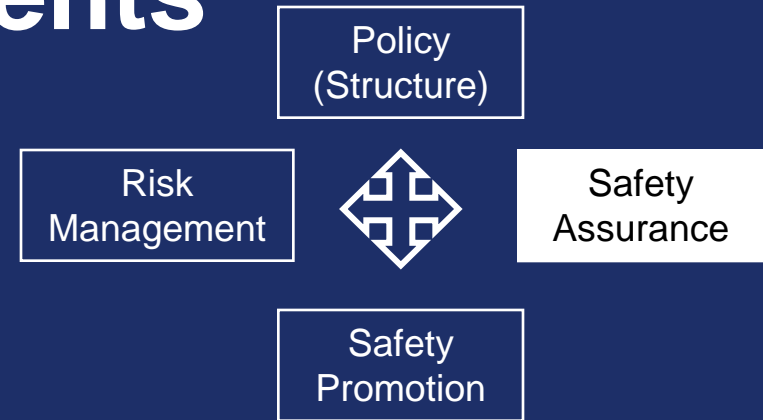 Policy
(Structure)
Risk
Management
Safety
Assurance
Safety
Promotion